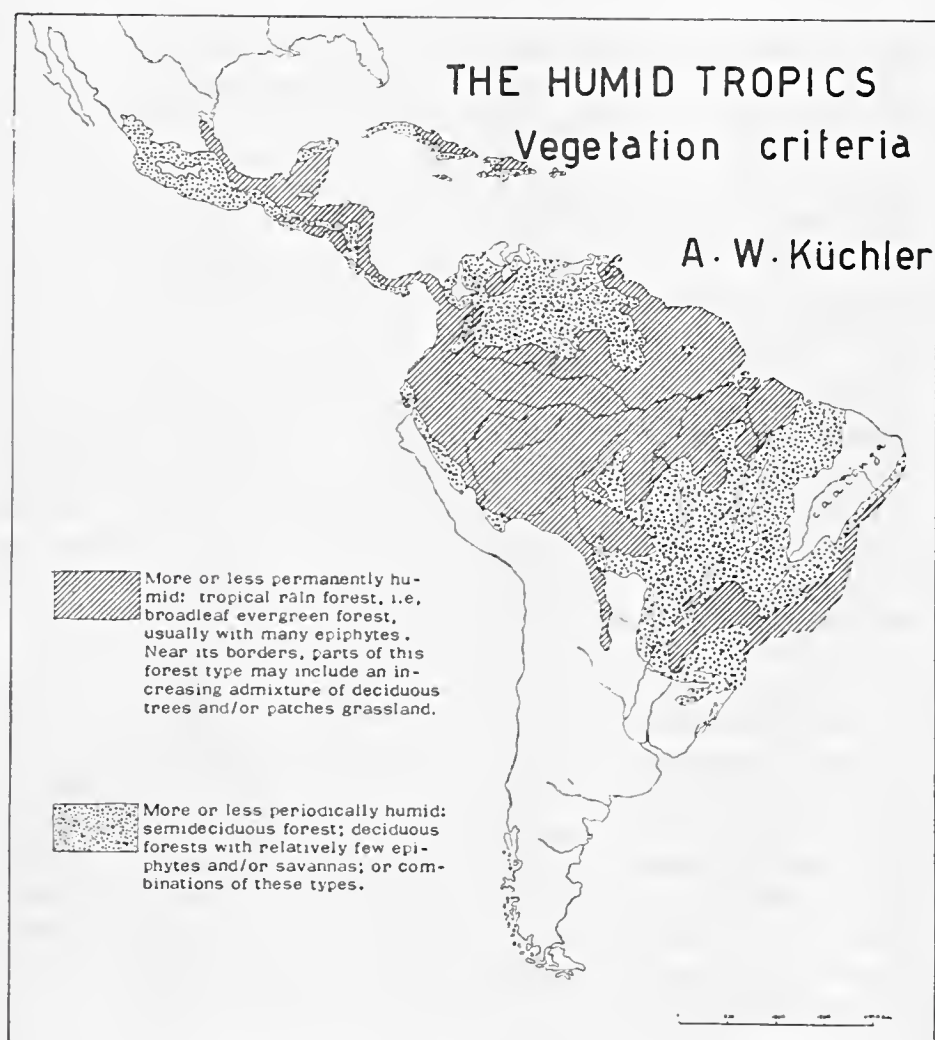 THE HUMID TROPICS
Vegetation criteria
A. W. Küchler
caatinga
More or less permanently hu-
mid: tropical rain forest, i.e,
broadleaf evergreen forest,
usually with many epiphytes.
Near its borders, parts of this
forest type may include an in-
creasing admixture of deciduous
trees and/or patches grassland.
More or less periodically humid:
semideciduous forest; deciduous
forests with relatively few epi-
phytes and/or savannas; or com-
binations of these types.